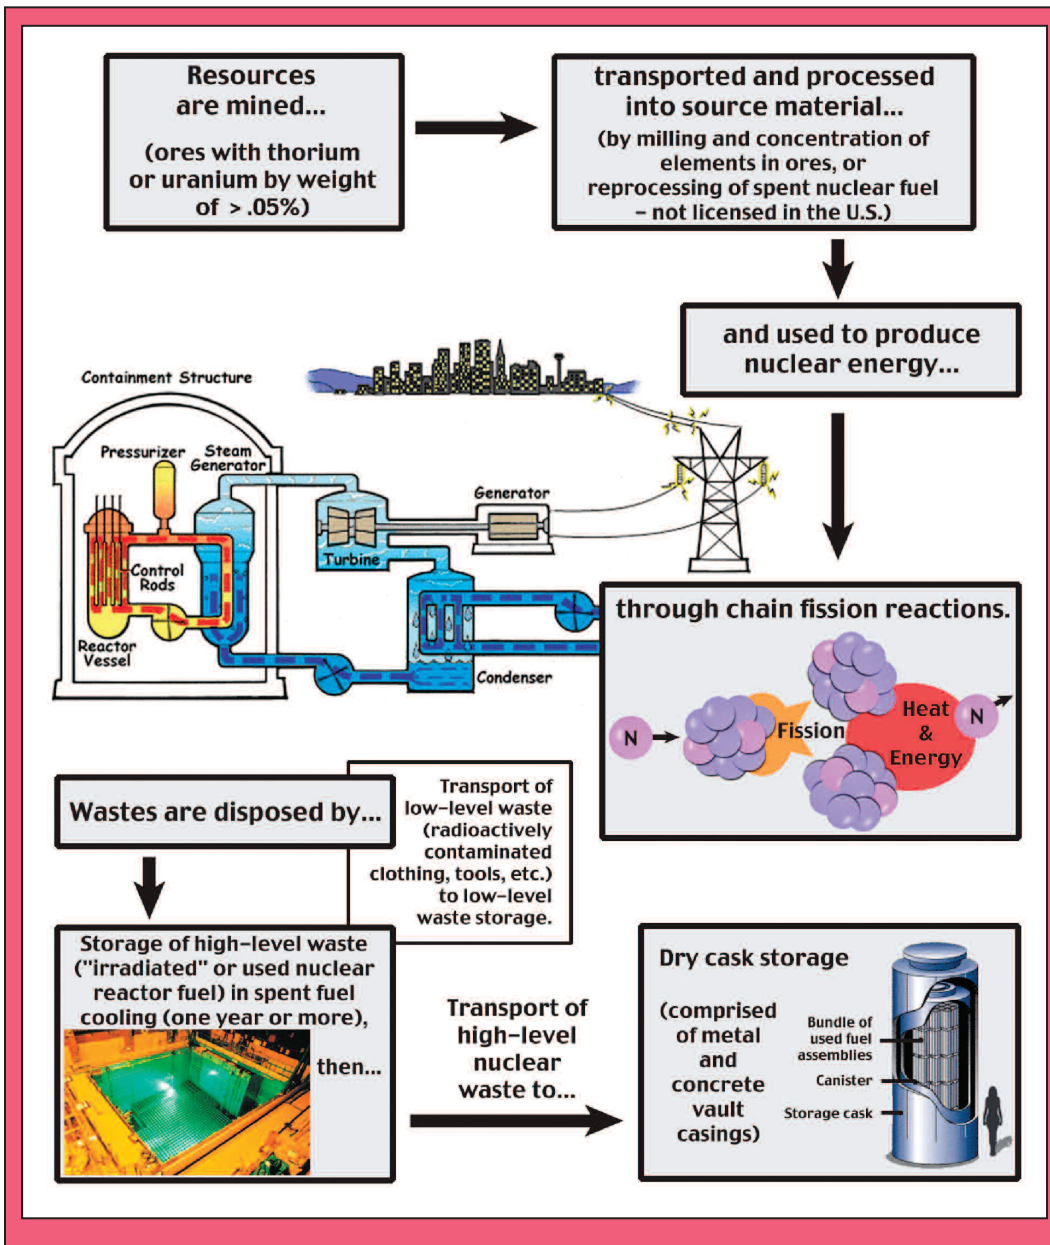 Resources
are mined...
(ores with thorium
or uranium by weight
of > .05%)
transported and processed
into source material...
(by milling and concentration of
elements in ores, or
reprocessing of spent nuclear fuel
– not licensed in the U.S.)
and used to produce
nuclear energy...
Containment Structure
Pressurizer
Steam
Generator
Control
Rods
Reactor
Vessel
Turbine
Generator
Condenser
through chain fission reactions.
N
Fission
Heat
&
Energy
N
Wastes are disposed by...
Transport of
low-level waste
(radioactively
contaminated
clothing, tools, etc.)
to low-level
waste storage.
Storage of high-level waste
("irradiated" or used nuclear
reactor fuel) in spent fuel
cooling (one year or more),
then...
Transport of
high-level
nuclear
waste to...
Dry cask storage
(comprised
of metal
and
concrete
vault
casings)
Bundle of
used fuel
assemblies
Canister
Storage cask